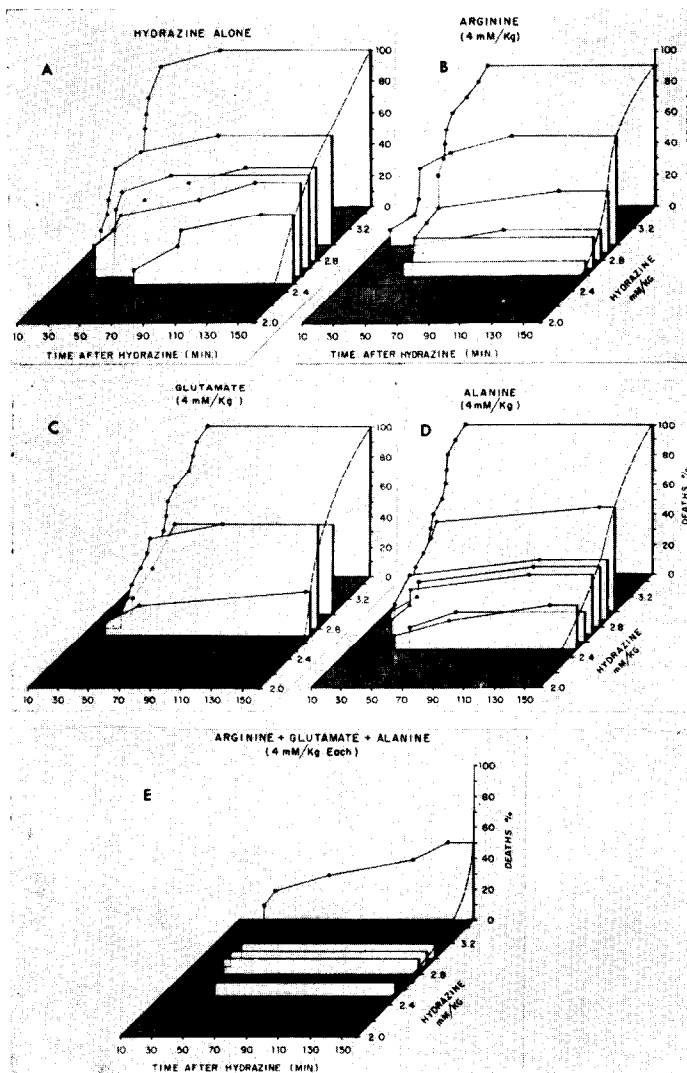 HYDRAZINE ALONE
A
100
80
60
40
20
0
3.2
2.8
2.4
2.0
10 30 50 70 90 110 130 150
TIME AFTER HYDRAZINE (MIN.)
ARGININE
(4 mM/Kg)
B
100
80
60
40
20
0
3.2
2.8
2.4
2.0
HYDRAZINE
mM/KG
10 30 50 70 90 110 130 150
TIME AFTER HYDRAZINE (MIN.)
GLUTAMATE
(4 mM/Kg)
C
100
80
60
40
20
0
3.2
2.8
2.4
2.0
10 30 50 70 90 110 130 150
ALANINE
(4mM/Kg)
D
100
80
60
40
20
0
DEATHS %
3.2
2.8
2.4
2.0
HYDRAZINE
mM/KG
10 30 50 70 90 110 130 150
ARGININE + GLUTAMATE + ALANINE
(4 mM/Kg Each)
E
100
80
60
40
20
0
DEATHS %
3.2
2.8
2.4
2.0
HYDRAZINE
mM/KG
10 30 50 70 90 110 130 150
TIME AFTER HYDRAZINE (MIN)